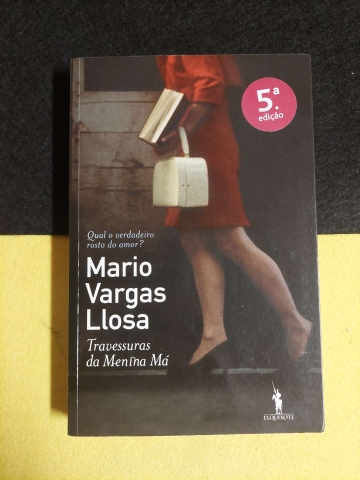 5.ª
edição
Qual o verdadeiro
rosto do amor?
Mario
Vargas
Llosa
Travessuras
da Menina Má
D.QUIXOTE